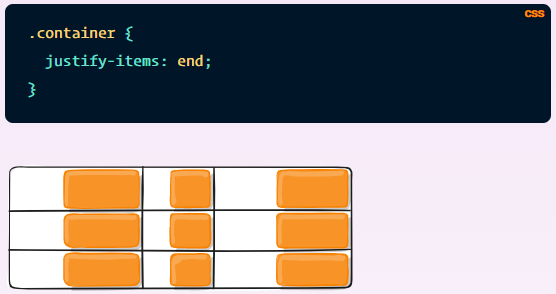 css
.container {
justify-items: end;
}